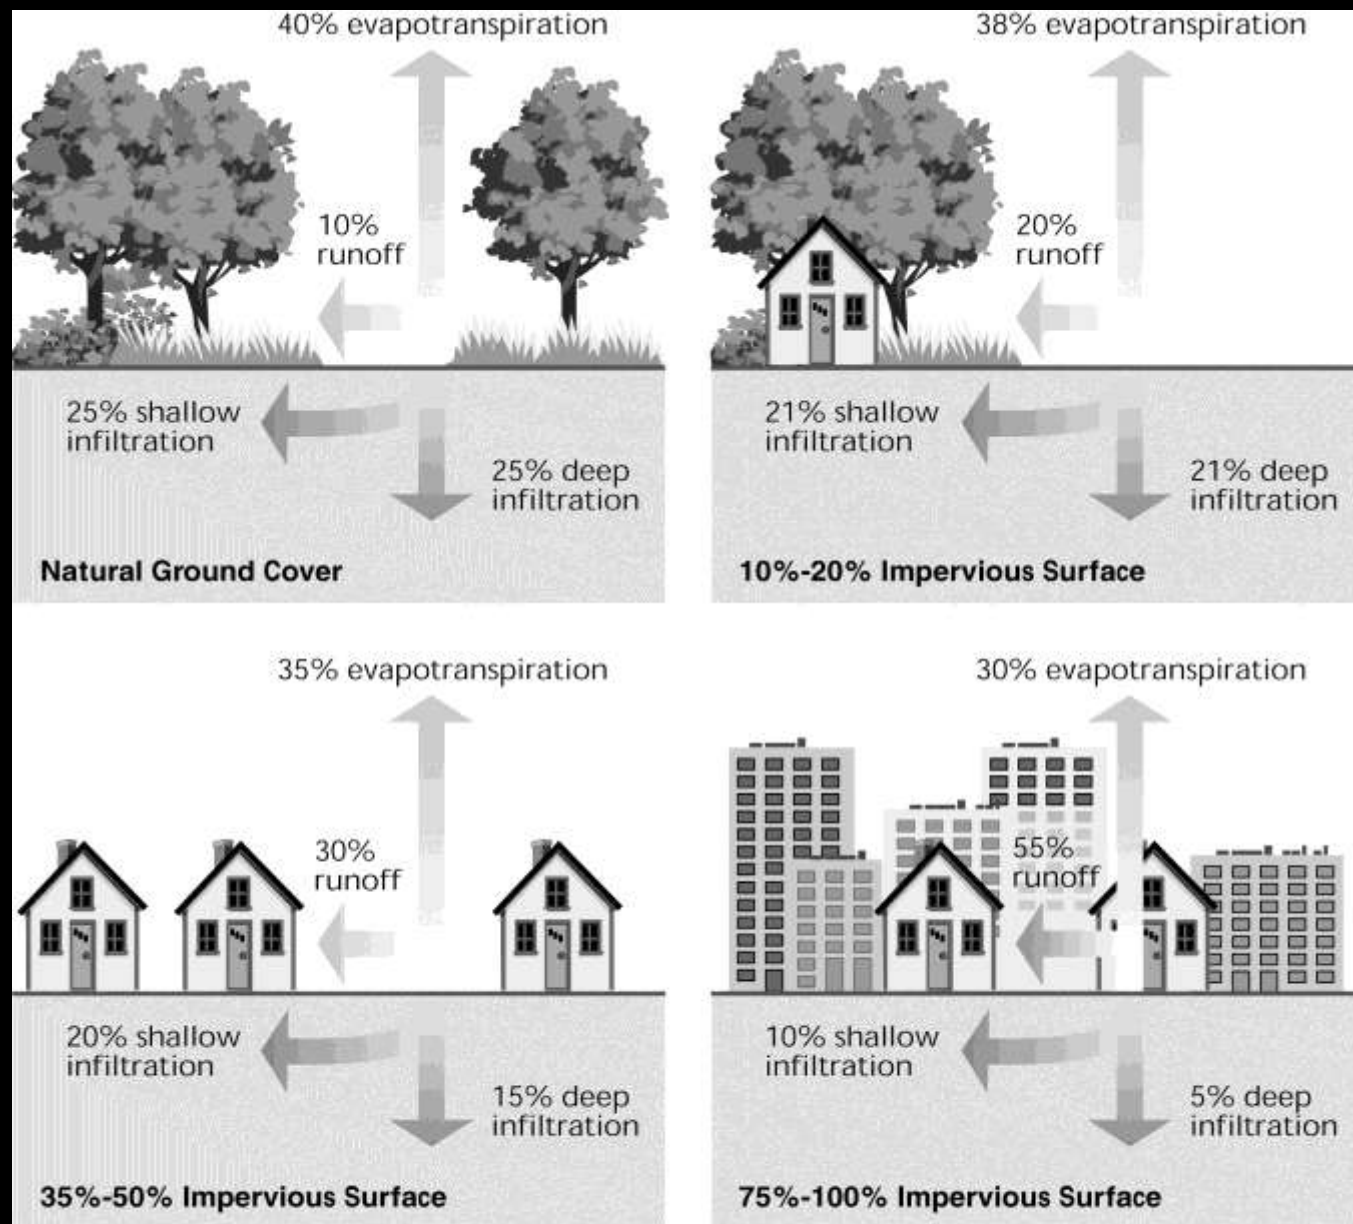 40% evapotranspiration
10%
runoff
25% shallow
infiltration
25% deep
infiltration
Natural Ground Cover
38% evapotranspiration
20%
runoff
21% shallow
infiltration
21% deep
infiltration
10%-20% Impervious Surface
35% evapotranspiration
30%
runoff
20% shallow
infiltration
15% deep
infiltration
35%-50% Impervious Surface
30% evapotranspiration
55%
runoff
10% shallow
infiltration
5% deep
infiltration
75%-100% Impervious Surface